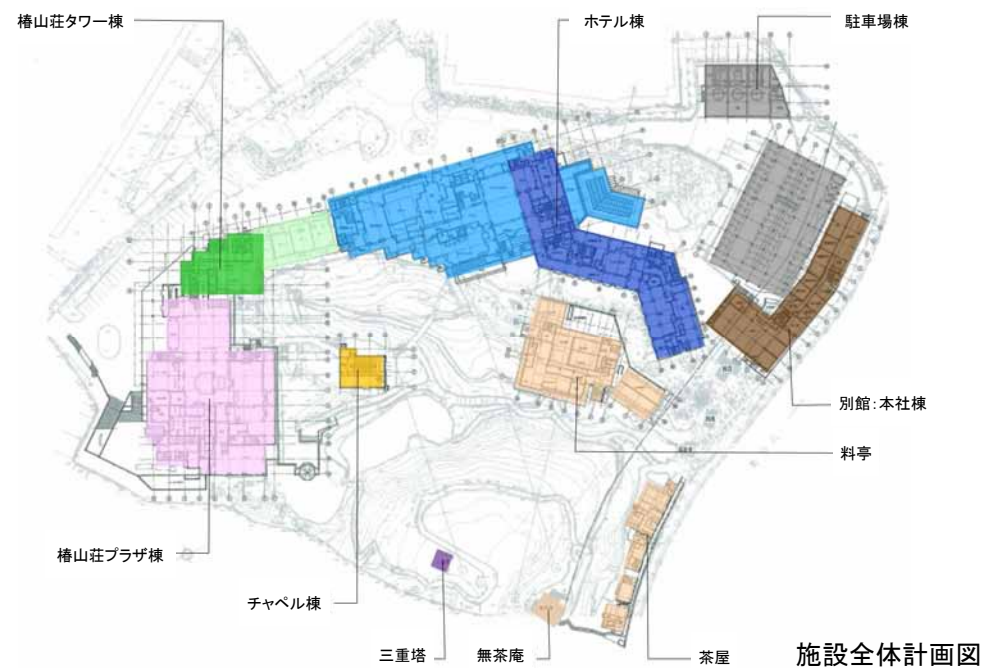 椿山荘タワー棟
ホテル棟
駐車場棟
別館:本社棟
料亭
椿山荘プラザ棟
チャペル棟
三重塔
無茶庵
茶屋
施設全体計画図